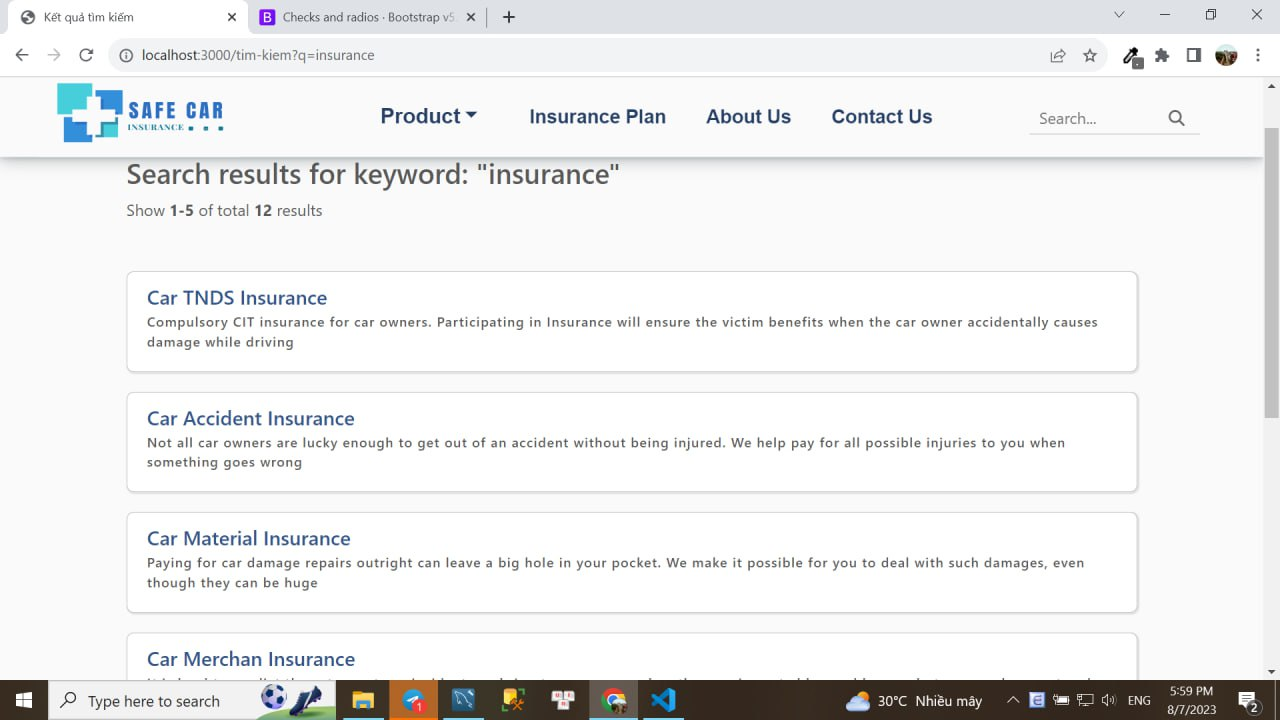 Kết quả tìm kiếm
Checks and radios · Bootstrap v5.
localhost:3000/tim-kiem?q=insurance
SAFE CAR
INSURANCE
Product
Insurance Plan
About Us
Contact Us
Search...
Search results for keyword: "insurance"
Show 1-5 of total 12 results
Car TNDS Insurance
Compulsory CIT insurance for car owners. Participating in Insurance will ensure the victim benefits when the car owner accidentally causes
damage while driving
Car Accident Insurance
Not all car owners are lucky enough to get out of an accident without being injured. We help pay for all possible injuries to you when
something goes wrong
Car Material Insurance
Paying for car damage repairs outright can leave a big hole in your pocket. We make it possible for you to deal with such damages, even
though they can be huge
Car Merchan Insurance
Type here to search
1
30°C Nhiều mây
ENG
5:59 PM
8/7/2023
2